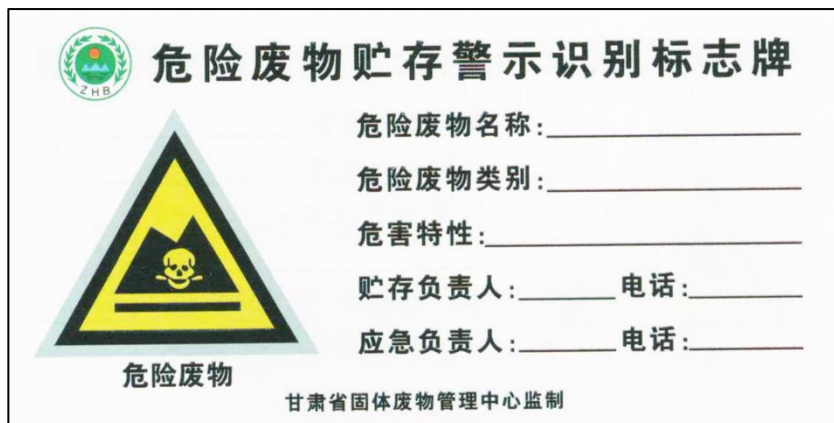 ZHB
危险废物贮存警示识别标志牌
危险废物名称:
危险废物类别:
危害特性:
贮存负责人: 电话:
应急负责人: 电话:
危险废物
甘肃省固体废物管理中心监制